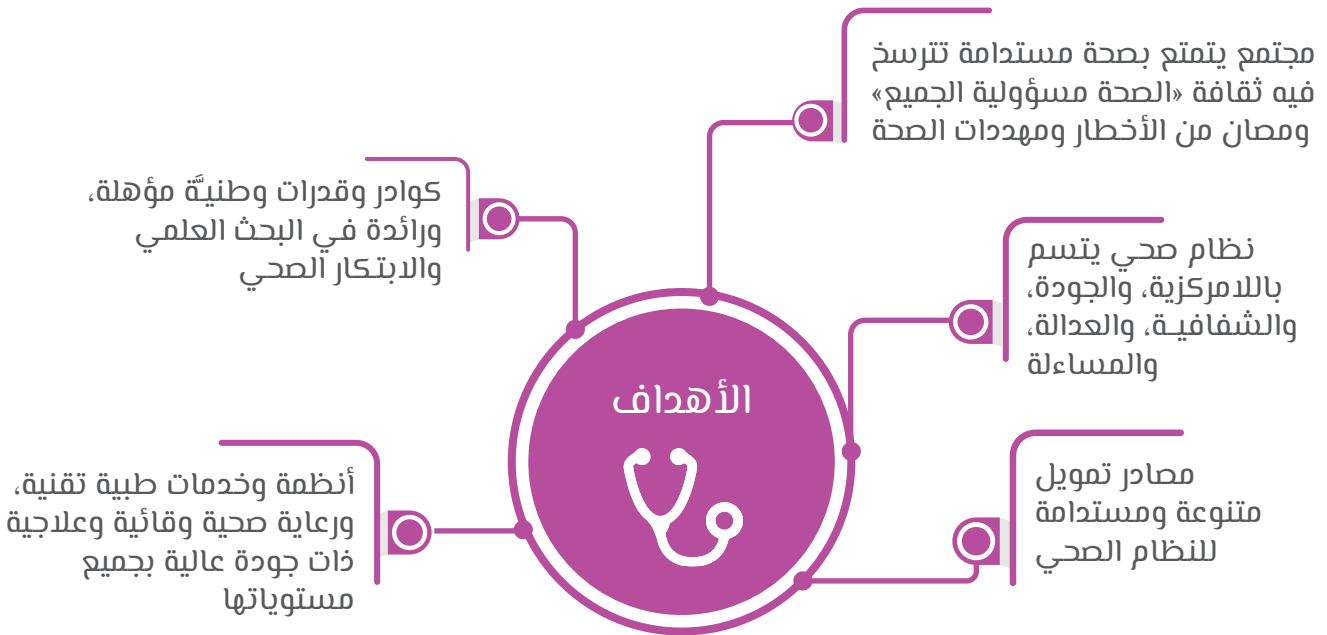 الأهداف
مجتمع يتمتع بصحة مستدامة تترسخ
فيه ثقافة «الصحة مسؤولية الجميع»
ومصان من الأخطار ومهددات الصحة
نظام صحي يتسم
باللامركزية، والجودة،
والشفافيـة، والعدالة،
والمساءلة
مصادر تمويل
متنوعة ومستدامة
للنظام الصحي
كوادر وقدرات وطنيَّة مؤهلة،
ورائدة في البحث العلمي
والابتكار الصحي
أنظمة وخدمات طبية تقنية،
ورعاية صحية وقائية وعلاجية
ذات جودة عالية بجميع
مستوياتها